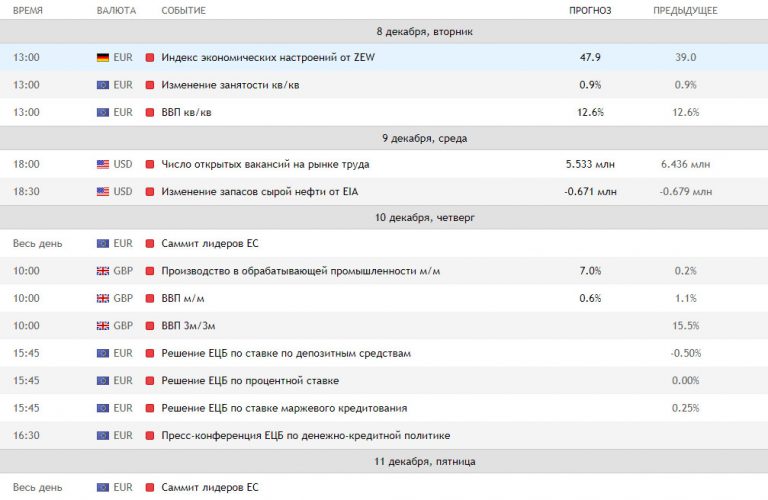 ВРЕМЯ ВАЛЮТА СОБЫТИЕ ПРОГНОЗ ПРЕДЫДУЩЕЕ
8 декабря, вторник
13:00 EUR Индекс экономических настроений от ZEW 47.9 39.0
13:00 EUR Изменение занятости кв/кв 0.9% 0.9%
13:00 EUR ВВП кв/кв 12.6% 12.6%
9 декабря, среда
18:00 USD Число открытых вакансий на рынке труда 5.533 млн 6.436 млн
18:30 USD Изменение запасов сырой нефти от EIA -0.671 млн -0.679 млн
10 декабря, четверг
Весь день EUR Саммит лидеров ЕС
10:00 GBP Производство в обрабатывающей промышленности м/м 7.0% 0.2%
10:00 GBP ВВП м/м 0.6% 1.1%
10:00 GBP ВВП 3м/3м 15.5%
15:45 EUR Решение ЕЦБ по ставке по депозитным средствам -0.50%
15:45 EUR Решение ЕЦБ по процентной ставке 0.00%
15:45 EUR Решение ЕЦБ по ставке маржевого кредитования 0.25%
16:30 EUR Пресс-конференция ЕЦБ по денежно-кредитной политике
11 декабря, пятница
Весь день EUR Саммит лидеров ЕС